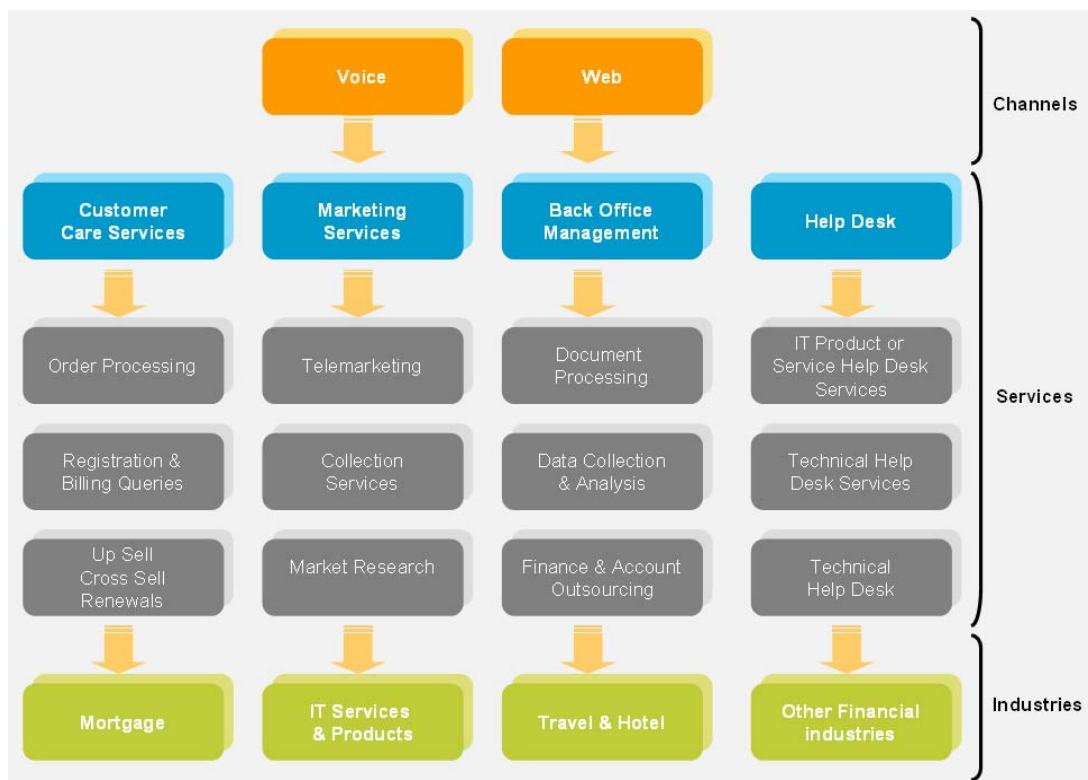 Voice
Web
Channels
Customer
Care Services
Marketing
Services
Back Office
Management
Help Desk
Order Processing
Telemarketing
Document
Processing
IT Product or
Service Help Desk
Services
Services
Registration &
Billing Queries
Collection
Services
Data Collection
& Analysis
Technical Help
Desk Services
Up Sell
Cross Sell
Renewals
Market Research
Finance & Account
Outsourcing
Technical
Help Desk
Mortgage
IT Services
& Products
Travel & Hotel
Other Financial
industries
Industries